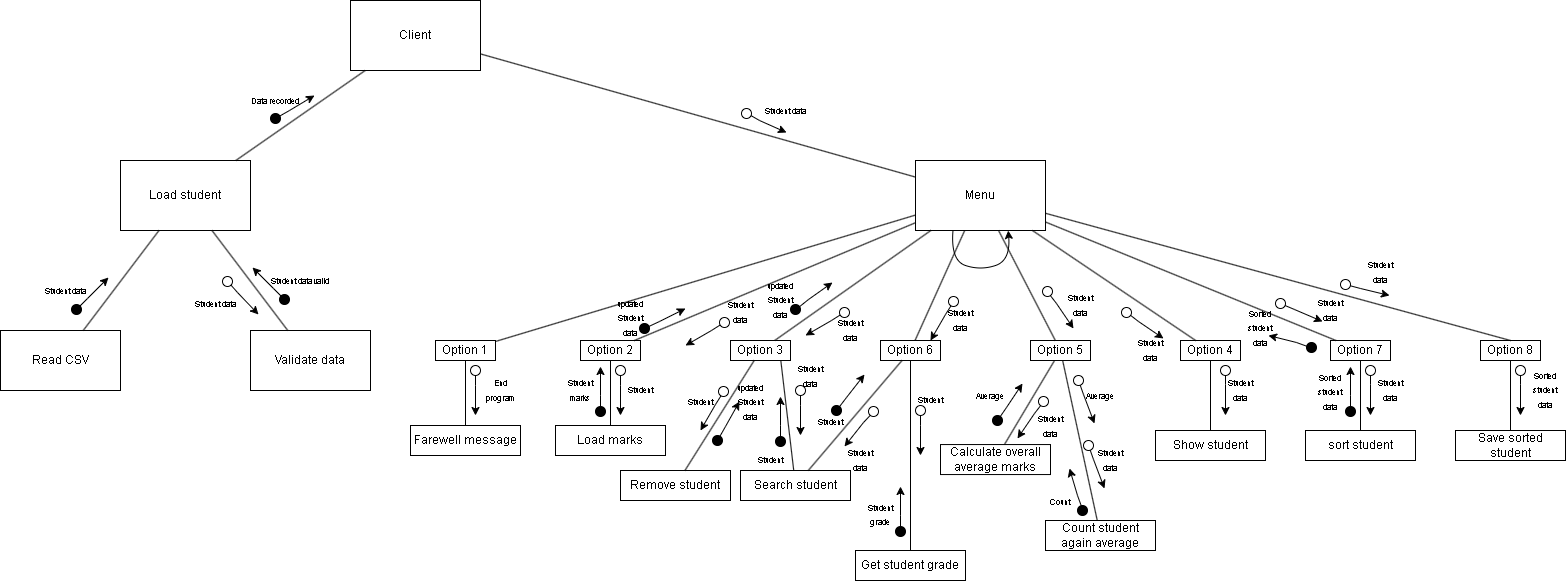 Client
Data recorded
Student data
Load student
Menu
Student data
Student data
Student data valid
Read CSV
Validate data
updated
Student
data
Student
data
updated
Student
data
Student
data
Student
data
Student
data
Student
data
Sorted
student
data
Student
data
Student
data
Option 1
Option 2
Option 3
Option 6
Option 5
Option 4
Option 7
Option 8
End
program
Student
marks
Student
Student
updated
Student
data
Student
data
Student
Student
Student
data
Student
Average
Student
data
Average
Student
data
Student
data
Sorted
student
data
Student
data
Sorted
student
data
Farewell message
Load marks
Remove student
Search student
Calculate overall
average marks
Show student
sort student
Save sorted
student
Student
grade
Count
Get student grade
Count student
again average